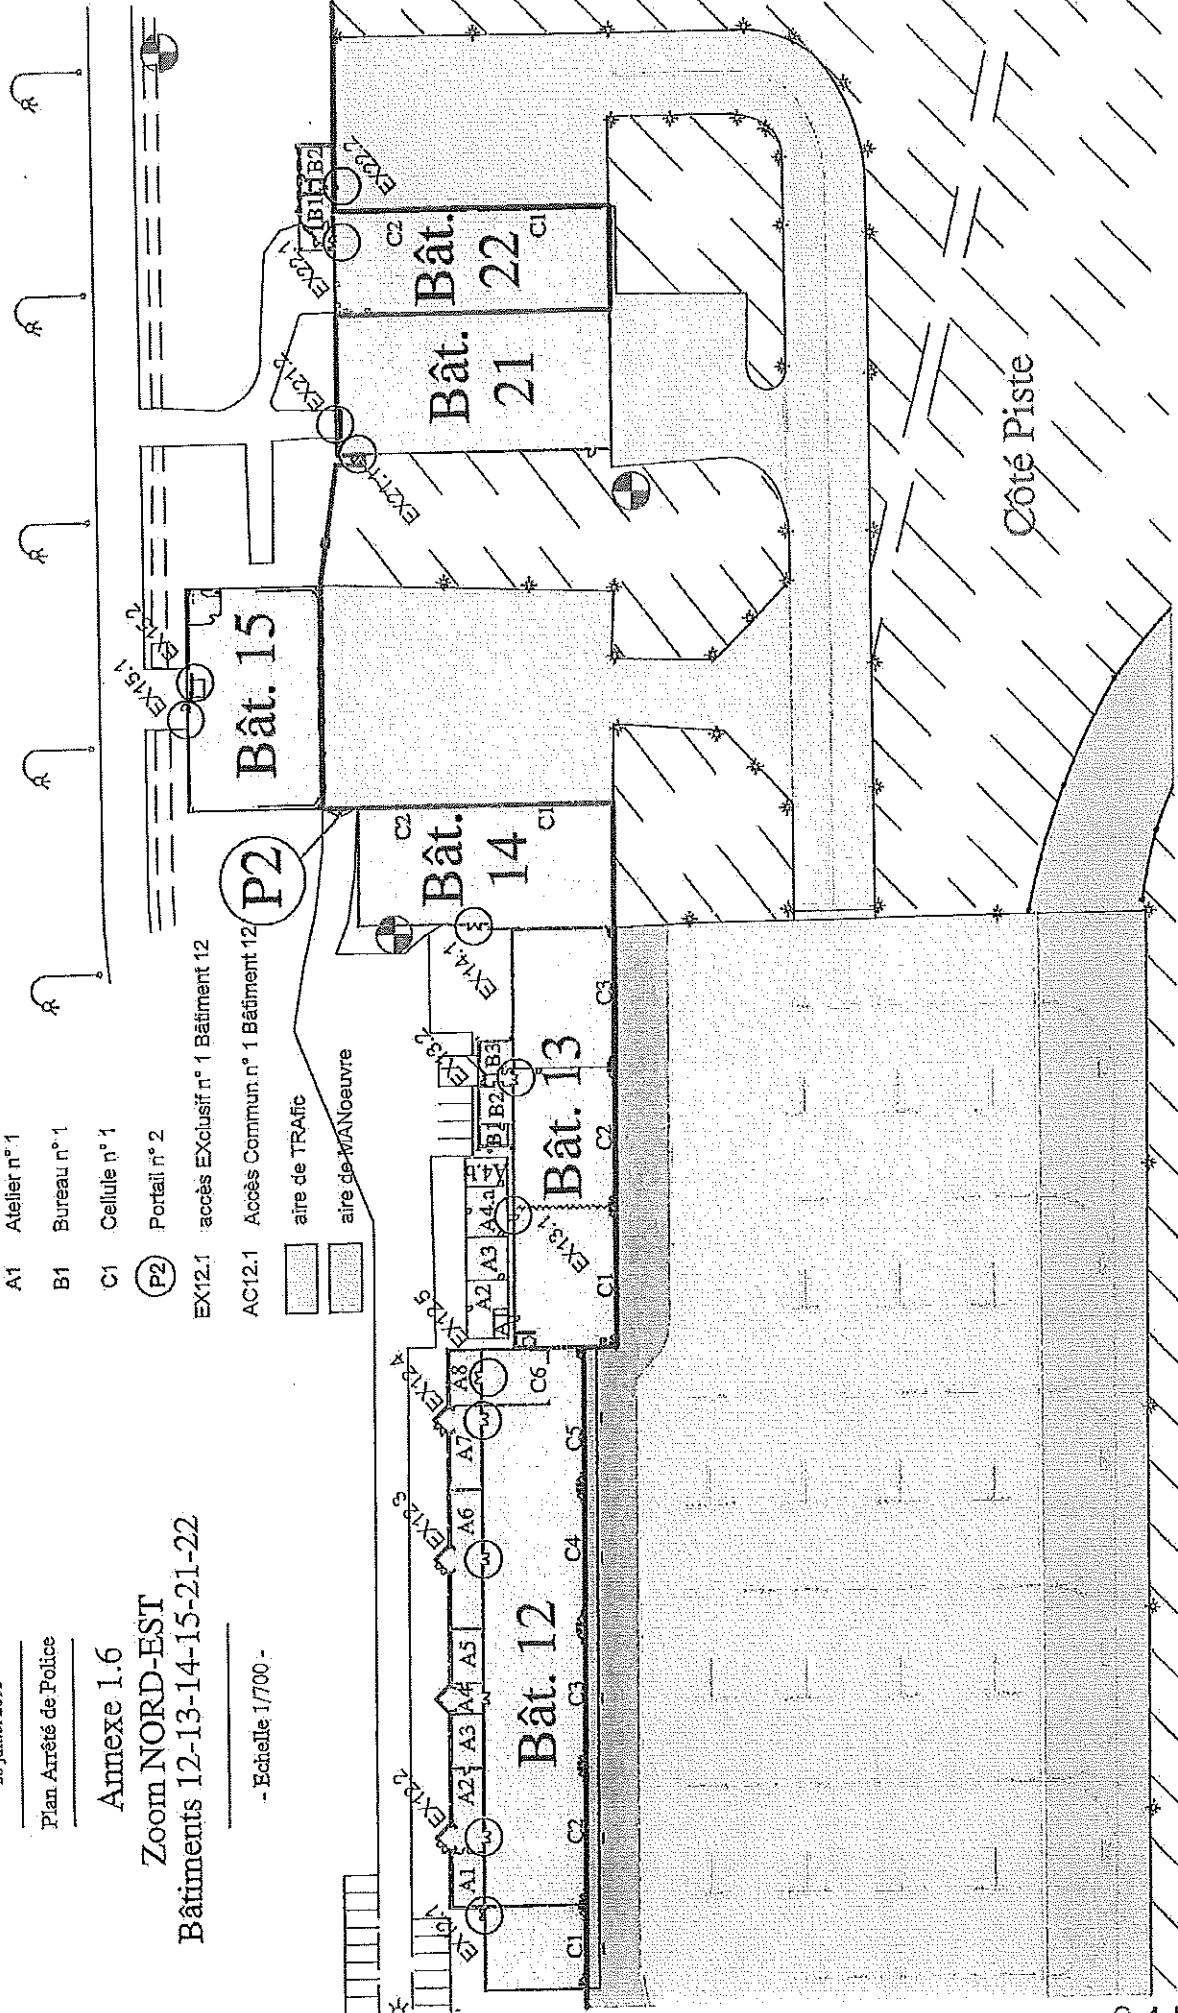 Plan Arrêté de Police
Annexe 1.6
Zoom NORD-EST
Bâtiments 12-13-14-15-21-22
- Echelle 1/700 -
A1 Atelier n° 1
B1 Bureau n° 1
C1 Cellule n° 1
P2 Portail n° 2
EX12.1 accès EXclusif n° 1 Bâtiment 12
AC12.1 Accès Commun n° 1 Bâtiment 12
aire de TRAfic
aire de MANoeuvre
P2
EX12.2
EX12.3
EX12.4
EX12.5
A1
A2
A3
A4
A5
A6
A7
A8
Bât. 12
C1
C2
C3
C4
C5
C6
A2
A3
A4.a
A4.b
B1
B2
B3
EX13.1
EX13.2
Bât. 13
C1
C2
C3
EX14.1
Bât.
14
C2
C1
EX15.1
Bât. 15
EX21.1
EX21.2
Bât.
21
EX22.1
EX22.2
B1
B2
Bât.
22
C2
C1
Côté Piste